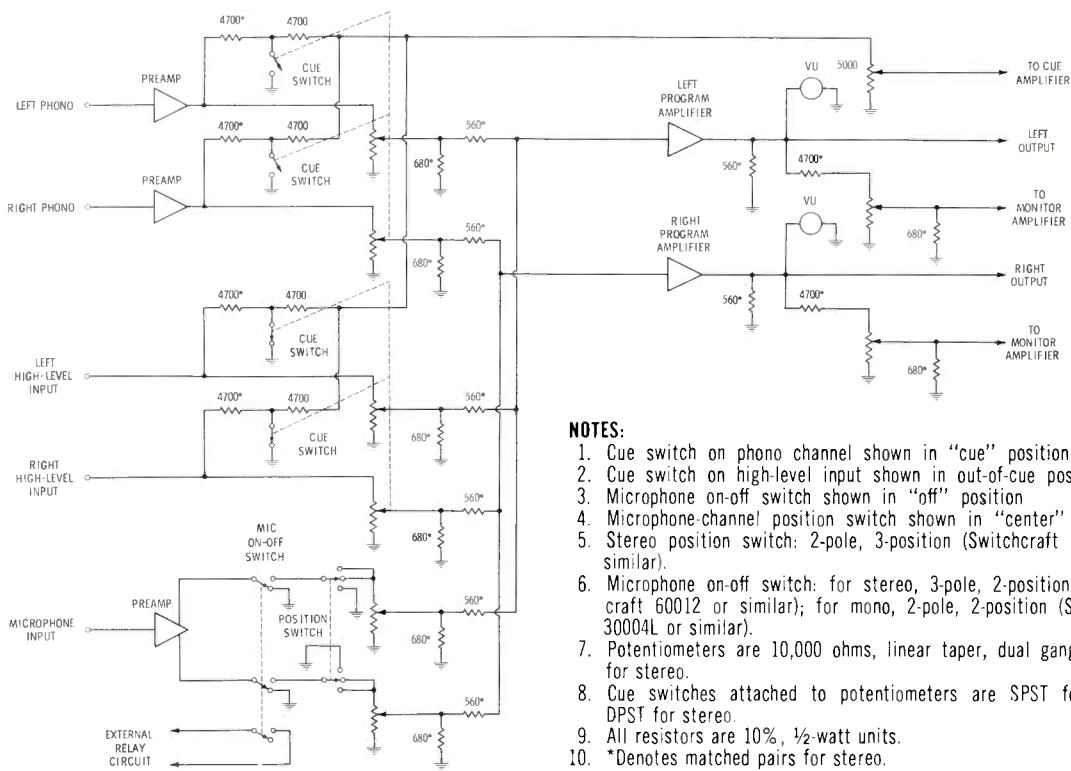 4700*
4700
CUE
SWITCH
PREAMP
LEFT PHONO
4700*
4700
CUE
SWITCH
560*
680*
PREAMP
RIGHT PHONO
560*
680*
4700*
4700
CUE
SWITCH
LEFT
HIGH-LEVEL
INPUT
4700*
4700
CUE
SWITCH
560*
680*
RIGHT
HIGH-LEVEL
INPUT
560*
680*
MIC
ON-OFF
SWITCH
PREAMP
MICROPHONE
INPUT
POSITION
SWITCH
560*
680*
560*
680*
EXTERNAL
RELAY
CIRCUIT
LEFT
PROGRAM
AMPLIFIER
VU
5000
TO CUE
AMPLIFIER
560*
LEFT
OUTPUT
4700*
TO
MONITOR
AMPLIFIER
680*
RIGHT
PROGRAM
AMPLIFIER
VU
560*
RIGHT
OUTPUT
4700*
TO
MONITOR
AMPLIFIER
680*
NOTES:
1. Cue switch on phono channel shown in "cue" position
2. Cue switch on high-level input shown in out-of-cue pos
3. Microphone on-off switch shown in "off" position
4. Microphone-channel position switch shown in "center"
5. Stereo position switch: 2-pole, 3-position (Switchcraft
similar).
6. Microphone on-off switch: for stereo, 3-pole, 2-position
craft 60012 or similar); for mono, 2-pole, 2-position (S
30004L or similar).
7. Potentiometers are 10,000 ohms, linear taper, dual gang
for stereo.
8. Cue switches attached to potentiometers are SPST f
DPST for stereo.
9. All resistors are 10%, ½-watt units.
10. *Denotes matched pairs for stereo.